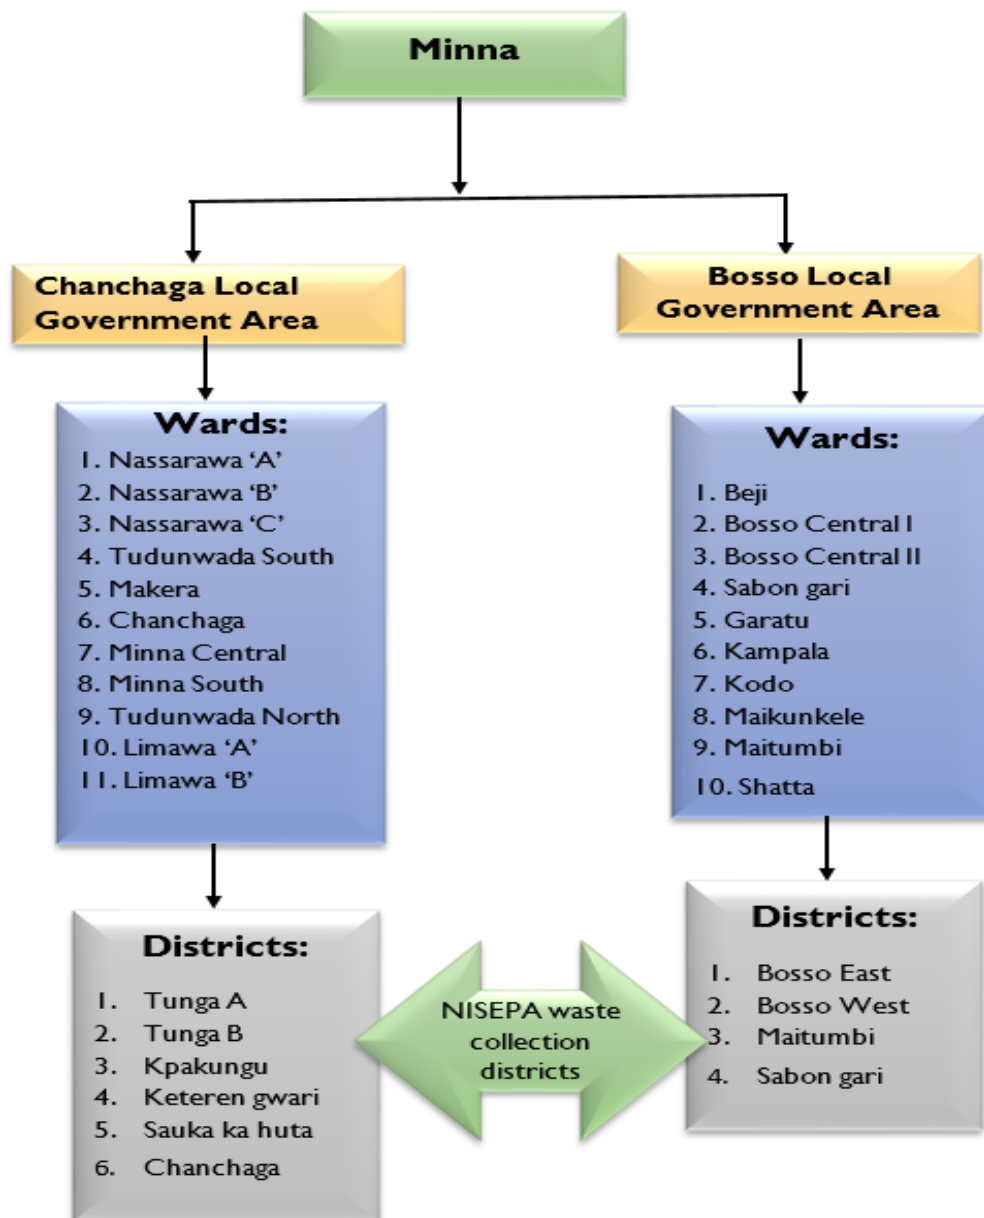 Minna
Chanchaga Local
Government Area
Bosso Local
Government Area
Wards:
1. Nassarawa ‘A’
2. Nassarawa ‘B’
3. Nassarawa ‘C’
4. Tudunwada South
5. Makera
6. Chanchaga
7. Minna Central
8. Minna South
9. Tudunwada North
10. Limawa ‘A’
11. Limawa ‘B’
Wards:
1. Beji
2. Bosso Central I
3. Bosso Central II
4. Sabon gari
5. Garatu
6. Kampala
7. Kodo
8. Maikunkele
9. Maitumbi
10. Shatta
Districts:
1. Tunga A
2. Tunga B
3. Kpakungu
4. Keteren gwari
5. Sauka ka huta
6. Chanchaga
NISEPA waste
collection
districts
Districts:
1. Bosso East
2. Bosso West
3. Maitumbi
4. Sabon gari